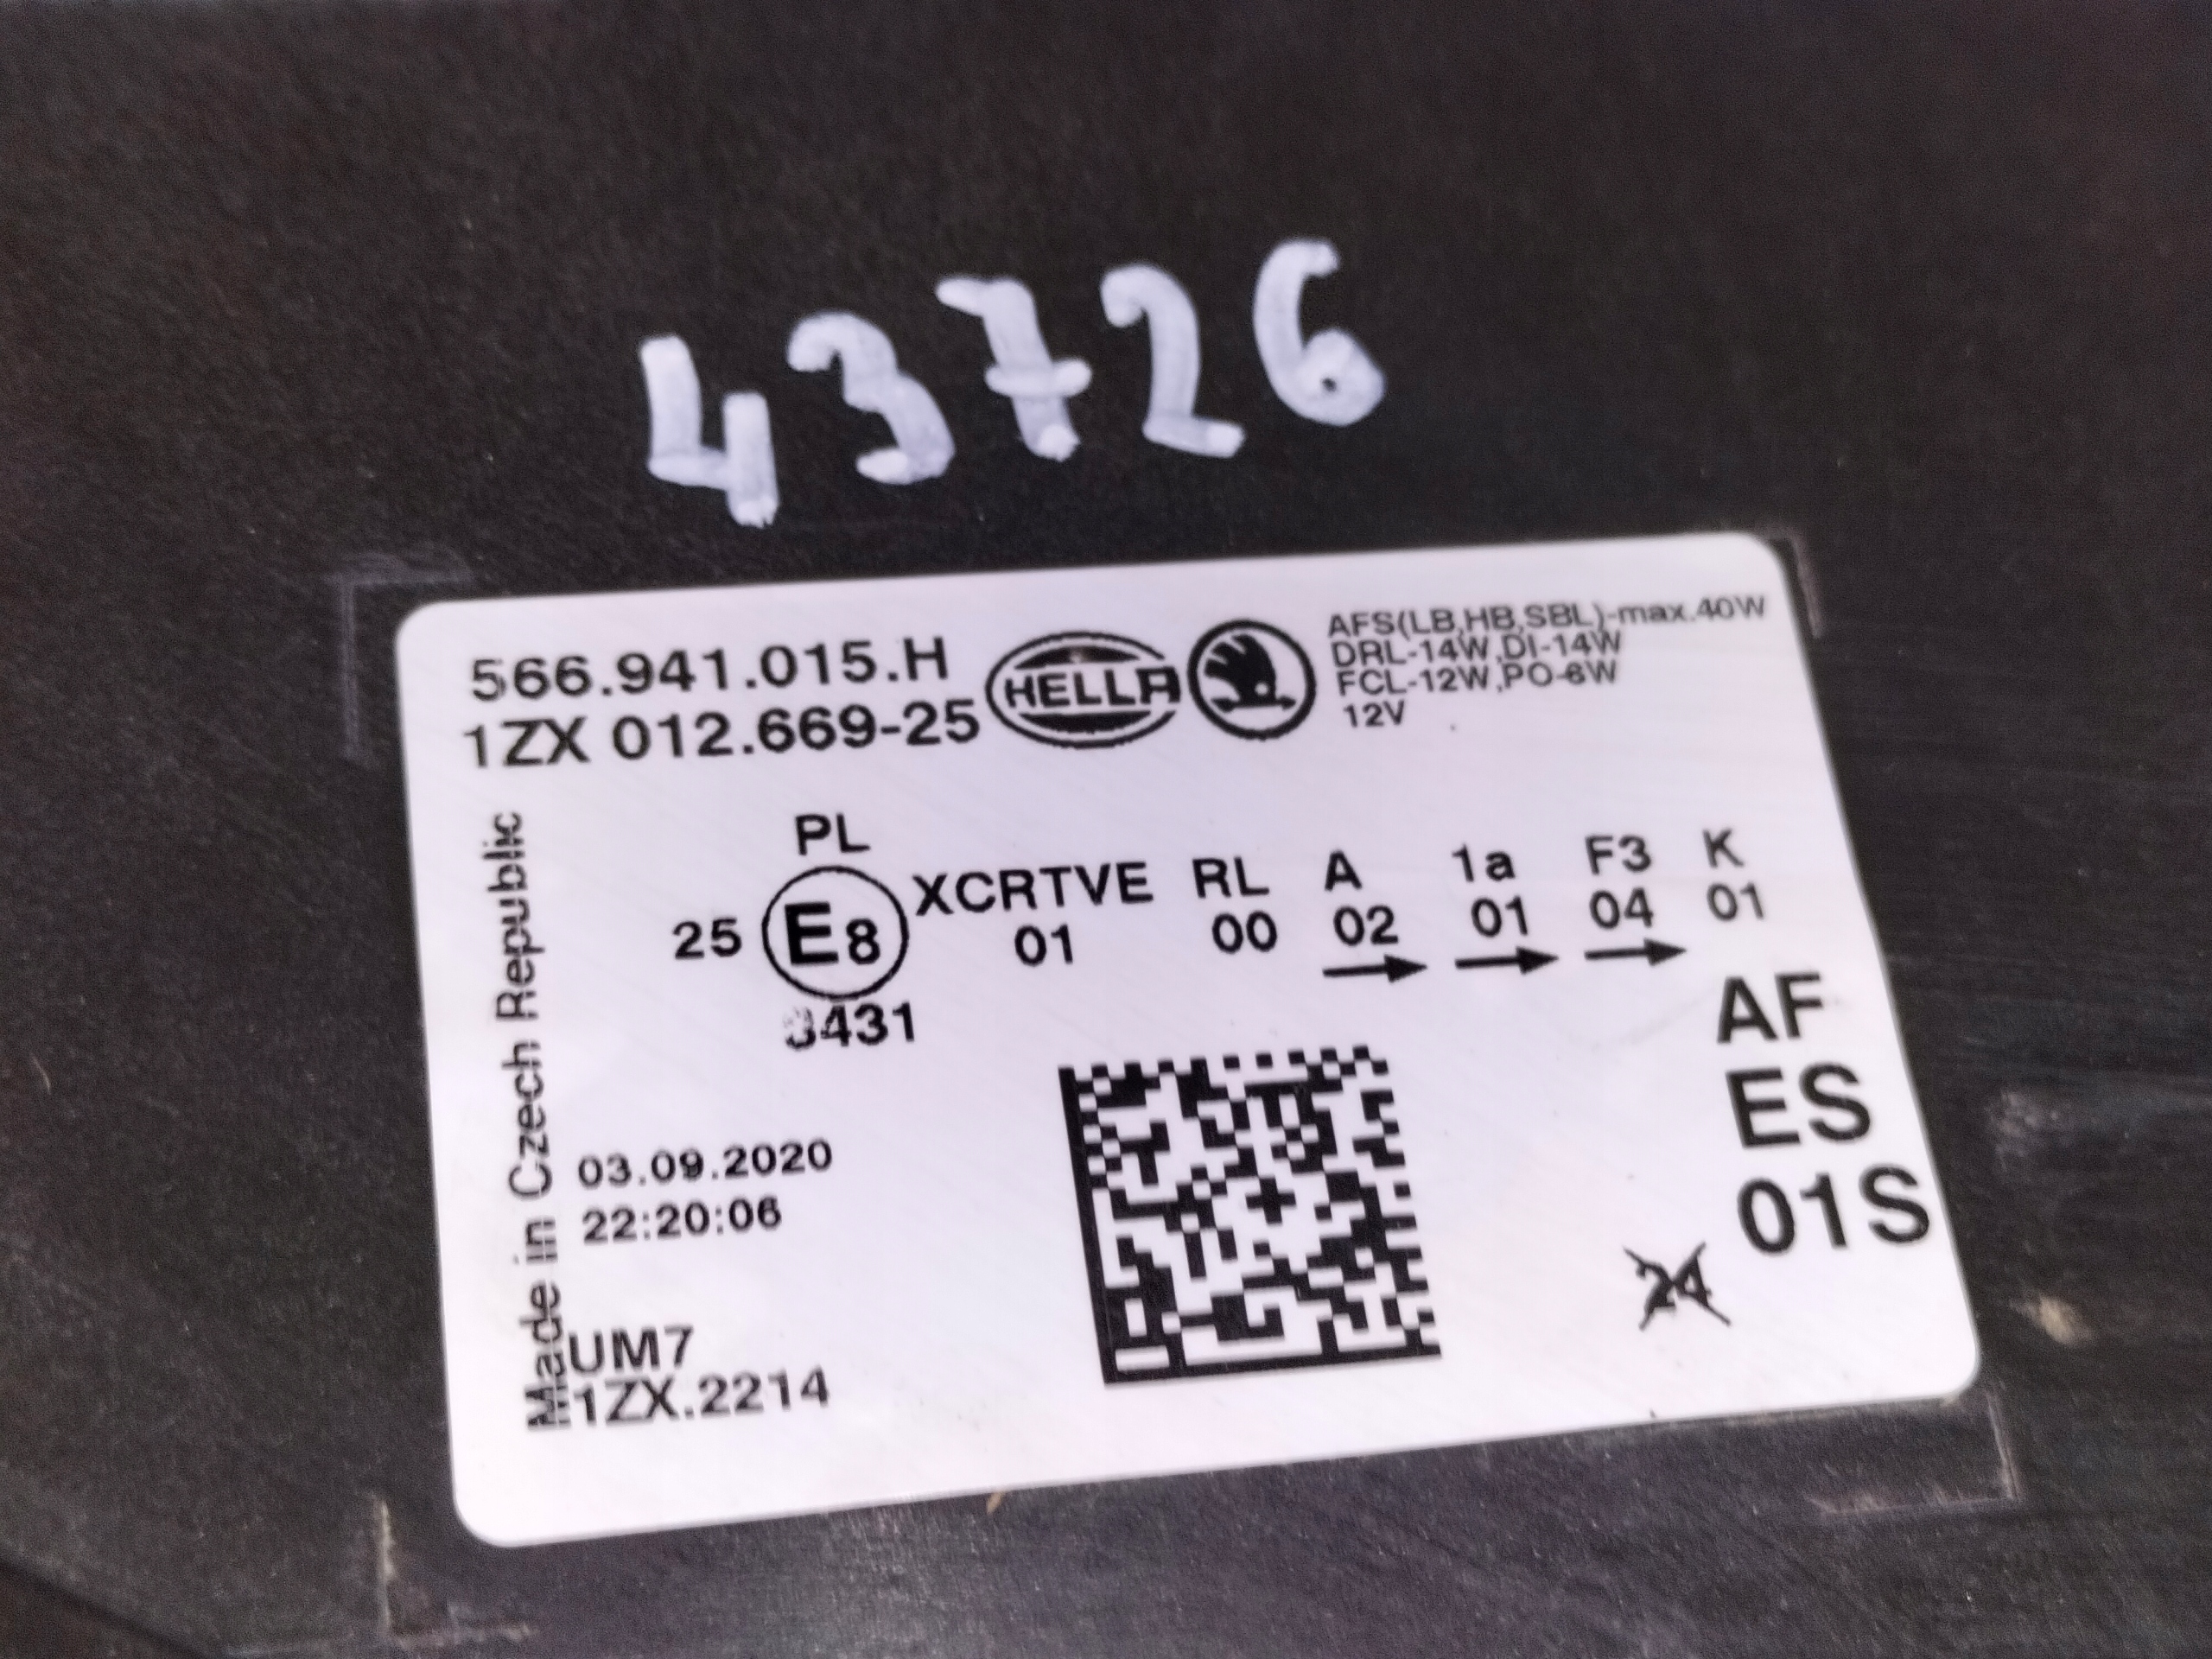 43726
566.941.015.H
1ZX 012.669-25
HELLA
AFS(LB,HB,SBL)-max.40W
DRL-14W,DI-14W
FCL-12W,PO-6W
12V
Made in Czech Republic
PL
25 E8 XCRTVE RL A 1a F3 K
01 00 02 01 04 01
3431
AF
ES
01S
03.09.2020
22:20:06
24
UM7
1ZX.2214